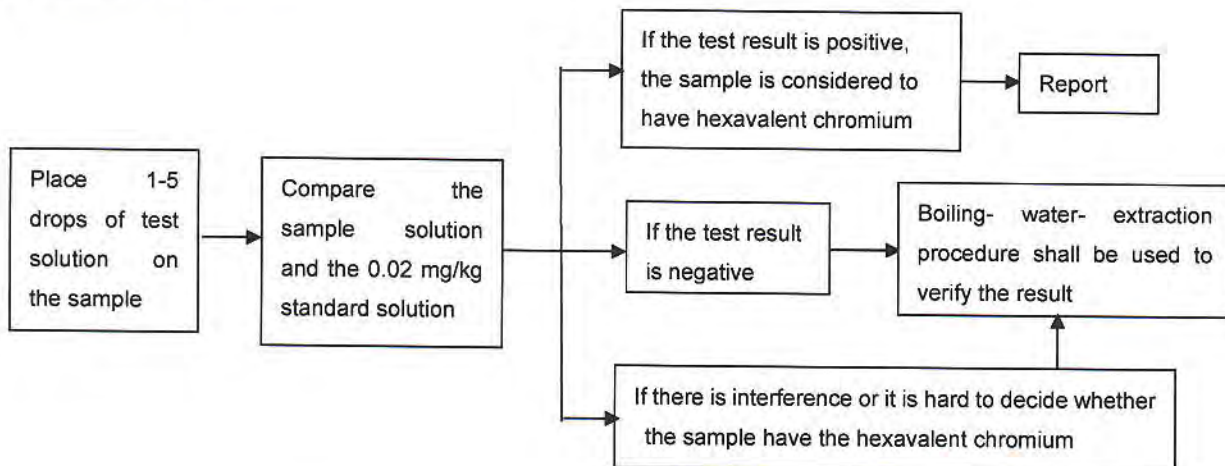 Place 1-5
drops of test
solution on
the sample
Compare the
sample solution
and the 0.02 mg/kg
standard solution
If the test result is positive,
the sample is considered to
have hexavalent chromium
Report
If the test result
is negative
Boiling- water- extraction
procedure shall be used to
verify the result
If there is interference or it is hard to decide whether
the sample have the hexavalent chromium